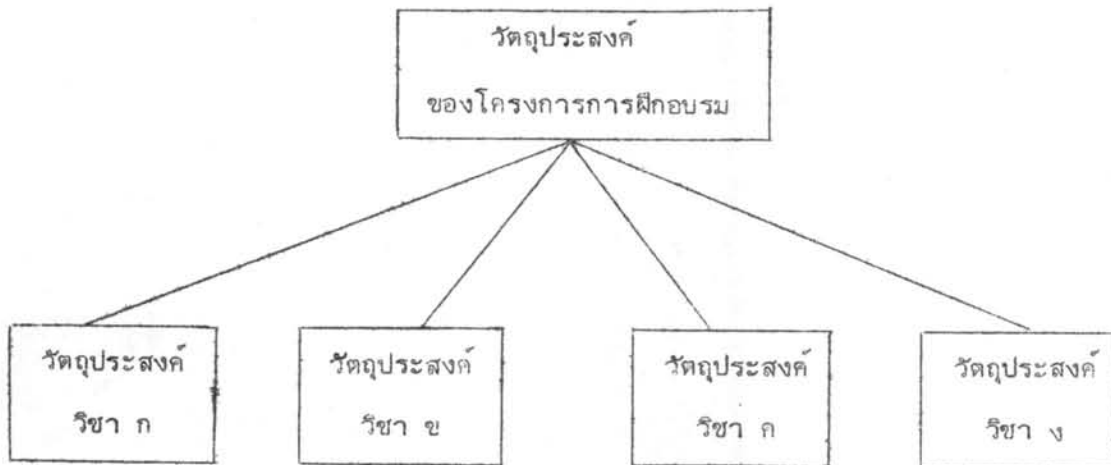 วัตถุประสงค์
ของโครงการการฝึกอบรม
วัตถุประสงค์
วิชา ก
วัตถุประสงค์
วิชา ข
วัตถุประสงค์
วิชา ค
วัตถุประสงค์
วิชา ง